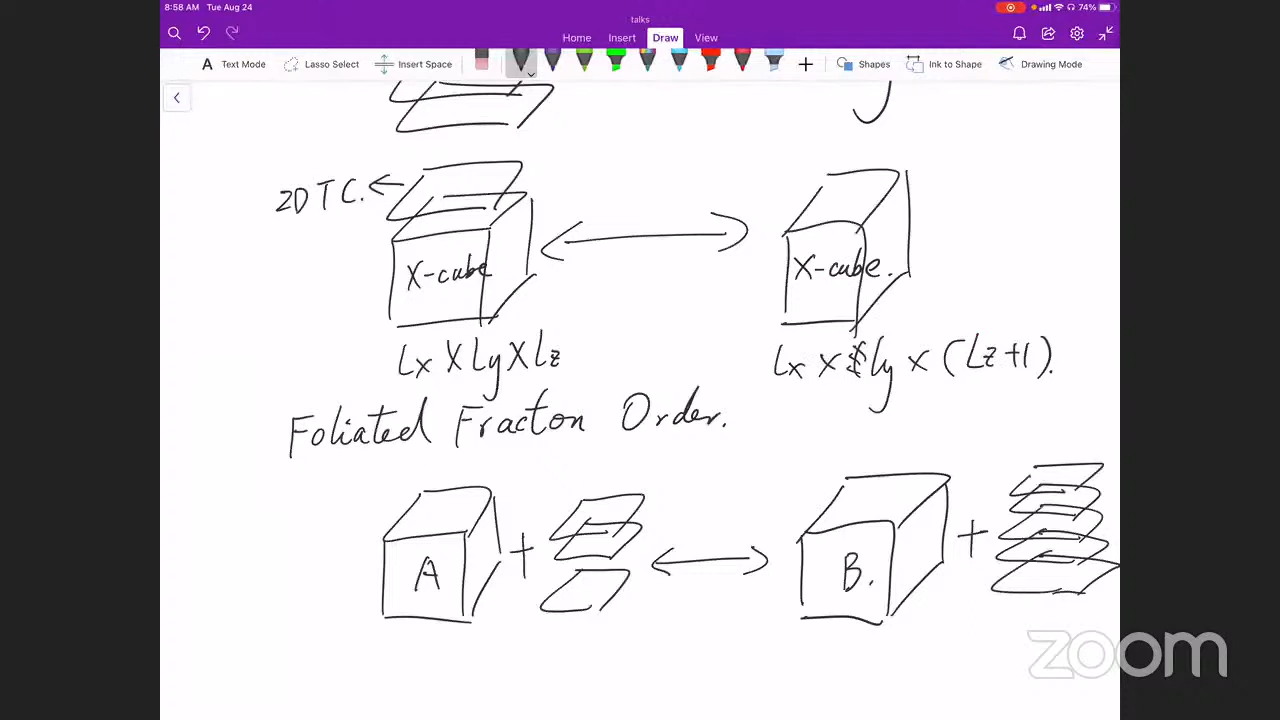 8:58 AM Tue Aug 24
74%
talks
Home Insert Draw View
Text Mode Lasso Select Insert Space Shapes Ink to Shape Drawing Mode
y
2D T C.
X-cube
X-cube.
Lx X Ly X Lz
Lx x Ly x (Lz+1).
Foliated Fracton Order.
A + B. +
zoom